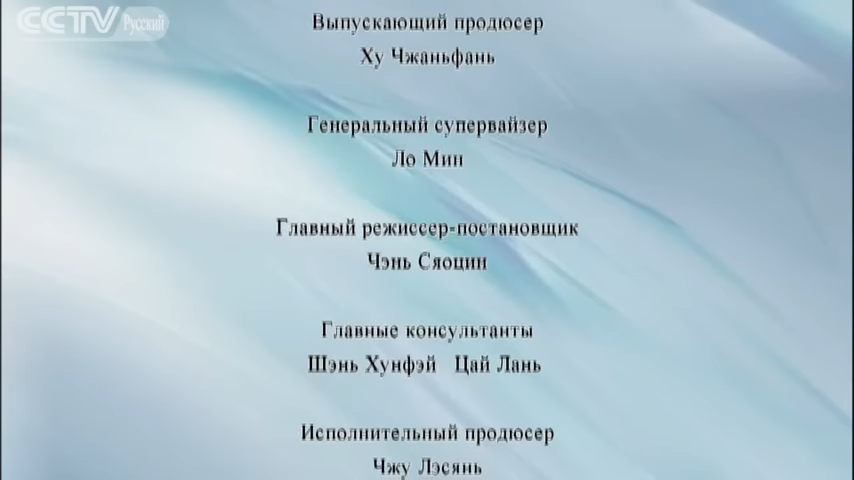 CCTV Русский
Выпускающий продюсер
Ху Чжаньфань
Генеральный супервайзер
Ло Мин
Главный режиссер-постановщик
Чэнь Сяоцин
Главные консультанты
Шэнь Хунфэй Цай Лань
Исполнительный продюсер
Чжу Лэсянь